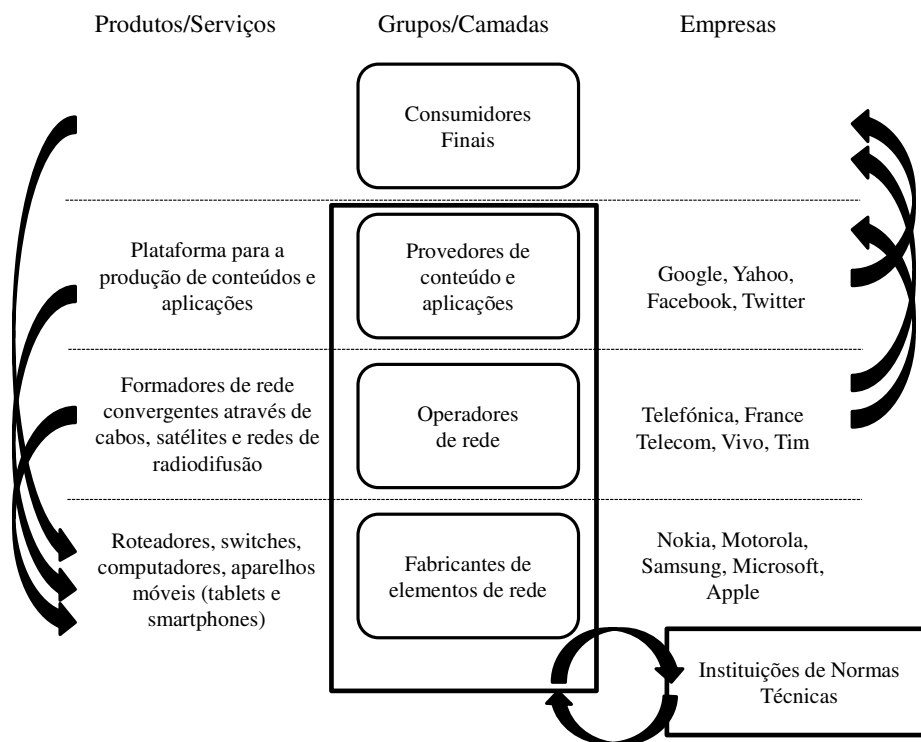 Produtos/Serviços
Grupos/Camadas
Empresas
Consumidores
Finais
Plataforma para a
produção de conteúdos e
aplicações
Provedores de
conteúdo e
aplicações
Google, Yahoo,
Facebook, Twitter
Formadores de rede
convergentes através de
cabos, satélites e redes de
radiodifusão
Operadores
de rede
Telefónica, France
Telecom, Vivo, Tim
Roteadores, switches,
computadores, aparelhos
móveis (tablets e
smartphones)
Fabricantes de
elementos de rede
Nokia, Motorola,
Samsung, Microsoft,
Apple
Instituições de Normas
Técnicas